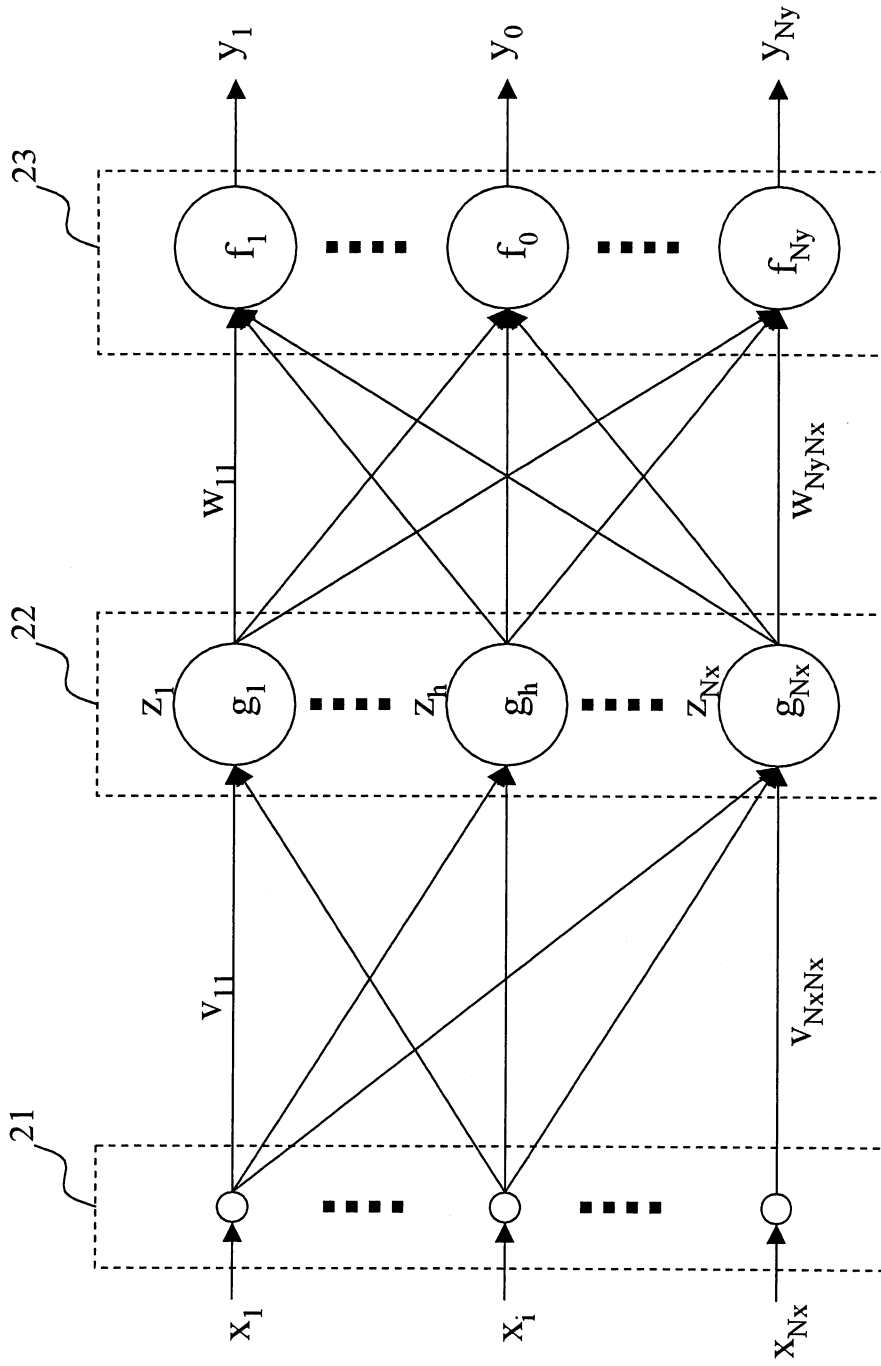 21
22
23
x1
xi
xNx
v11
vNxNx
z1
g1
zh
gh
zNx
gNx
w11
wNyNx
f1
f0
fNy
y1
y0
yNy